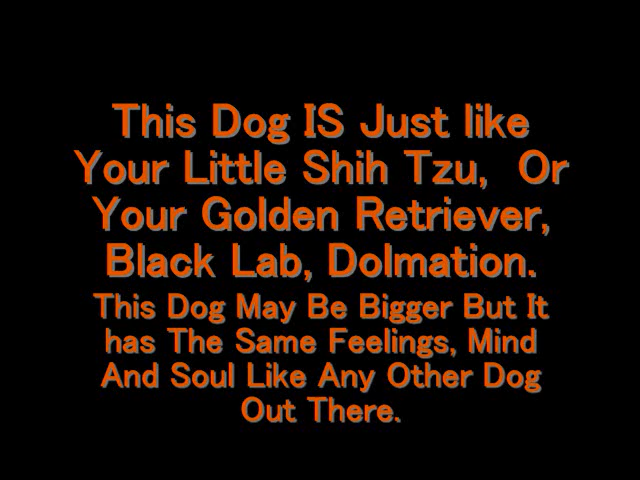 This Dog IS Just like
Your Little Shih Tzu, Or
Your Golden Retriever,
Black Lab, Dolmation.
This Dog May Be Bigger But It
has The Same Feelings, Mind
And Soul Like Any Other Dog
Out There.